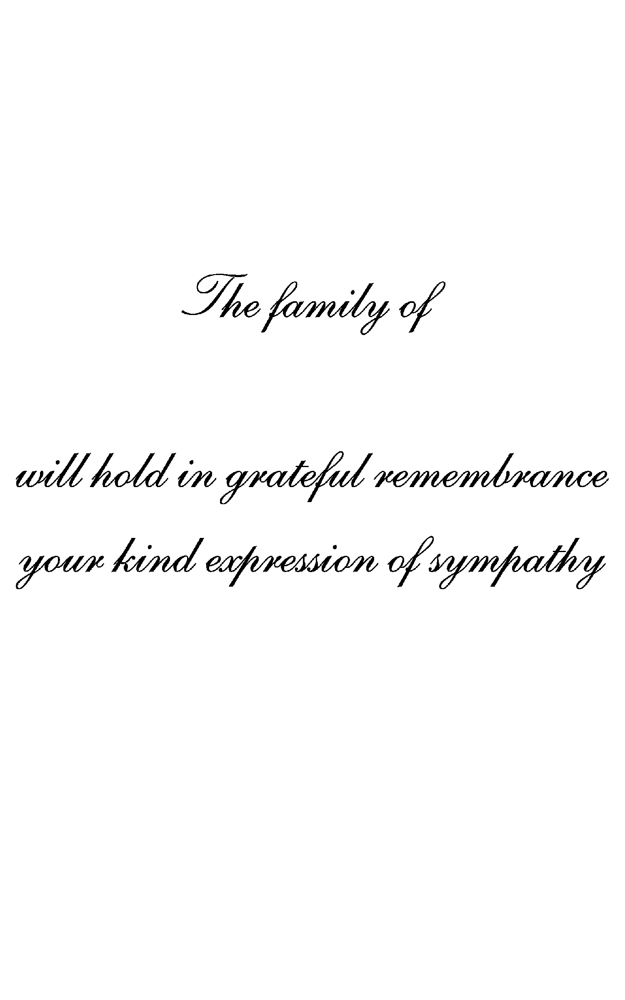 The family of
will hold in grateful remembrance
your kind expression of sympathy